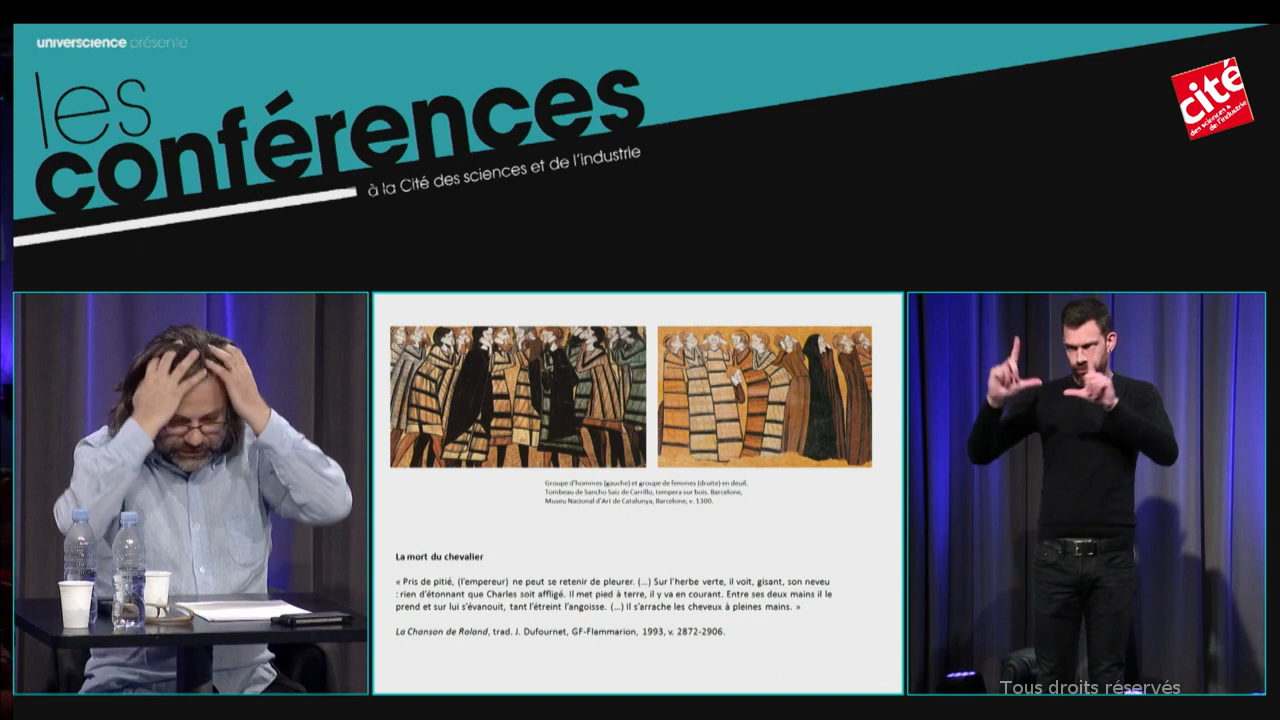 universcience présente
les
conférences
à la Cité des sciences et de l'industrie
cité
des sciences &
de l'industrie
Groupe d'hommes (gauche) et groupe de femmes (droite) en deuil.
Tombeau de Sancho Saiz de Carrillo, tempera sur bois. Barcelone,
Museu Nacional d'Art de Catalunya, Barcelone, v. 1300.
La mort du chevalier
« Pris de pitié, (l'empereur) ne peut se retenir de pleurer. (...) Sur l'herbe verte, il voit, gisant, son neveu
: rien d'étonnant que Charles soit affligé. Il met pied à terre, il y va en courant. Entre ses deux mains il le
prend et sur lui s'évanouit, tant l'étreint l'angoisse. (...) Il s'arrache les cheveux à pleines mains. »
La Chanson de Roland, trad. J. Dufournet, GF-Flammarion, 1993, v. 2872-2906.
Tous droits réservés